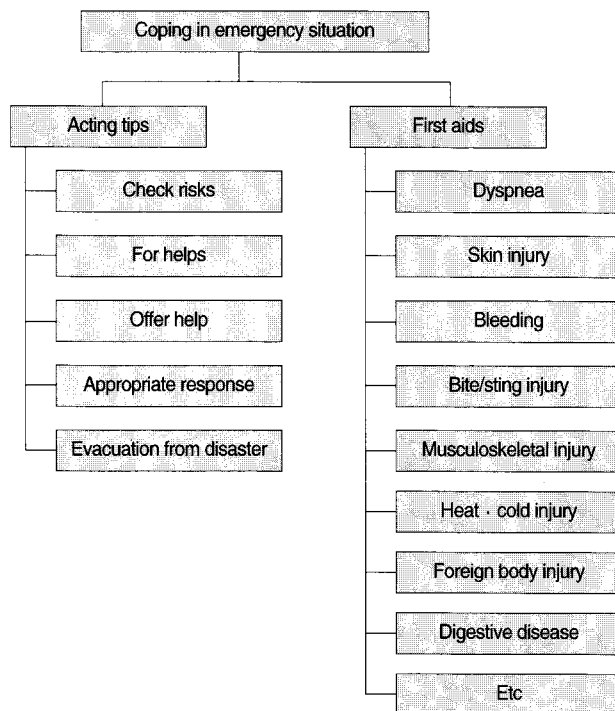 Coping in emergency situation
Acting tips
Check risks
For helps
Offer help
Appropriate response
Evacuation from disaster
First aids
Dyspnea
Skin injury
Bleeding
Bite/sting injury
Musculoskeletal injury
Heat · cold injury
Foreign body injury
Digestive disease
Etc